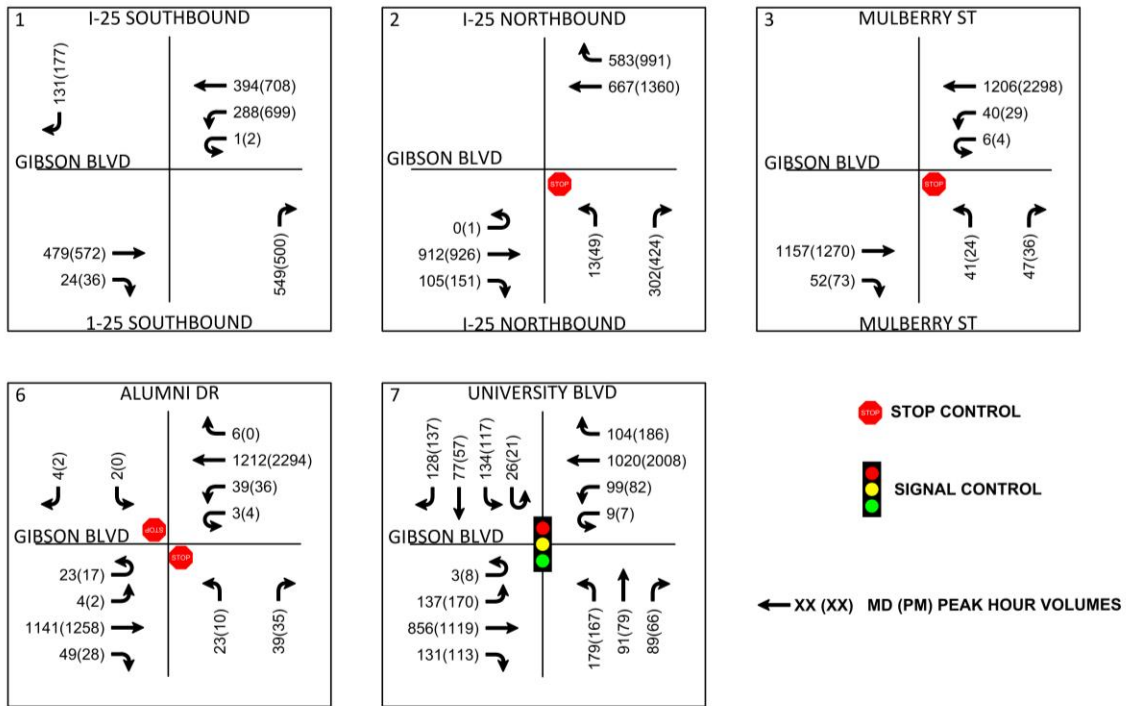 1
I-25 SOUTHBOUND
131(177)
394(708)
288(699)
1(2)
GIBSON BLVD
479(572)
24(36)
549(500)
1-25 SOUTHBOUND
2
I-25 NORTHBOUND
583(991)
667(1360)
GIBSON BLVD
STOP
0(1)
912(926)
105(151)
13(49)
302(424)
I-25 NORTHBOUND
3
MULBERRY ST
1206(2298)
40(29)
6(4)
GIBSON BLVD
STOP
1157(1270)
52(73)
41(24)
47(36)
MULBERRY ST
6
ALUMNI DR
4(2)
2(0)
6(0)
1212(2294)
39(36)
3(4)
GIBSON BLVD
STOP
STOP
23(17)
4(2)
1141(1258)
49(28)
23(10)
39(35)
7
UNIVERSITY BLVD
128(137)
77(57)
134(117)
26(21)
104(186)
1020(2008)
99(82)
9(7)
GIBSON BLVD
3(8)
137(170)
856(1119)
131(113)
179(167)
91(79)
89(66)
STOP STOP CONTROL
SIGNAL CONTROL
XX (XX) MD (PM) PEAK HOUR VOLUMES